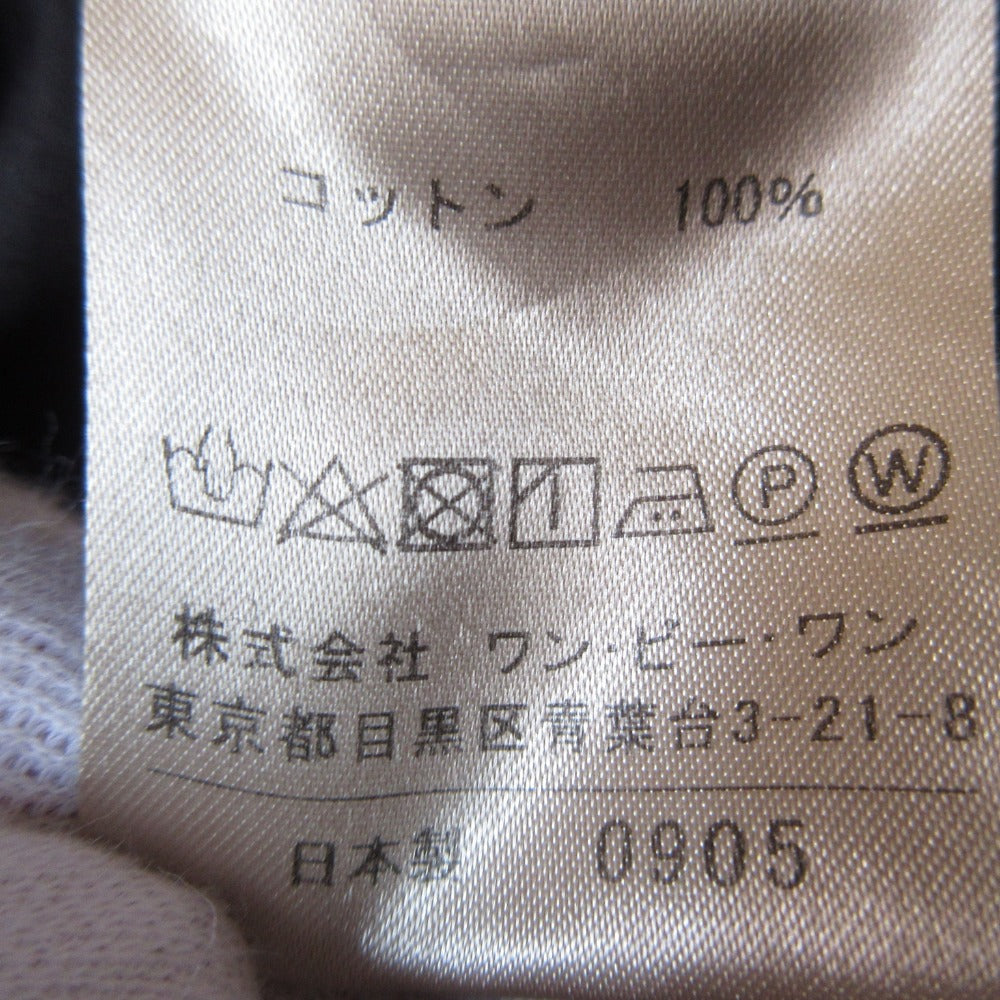 コットン 100%
P W
株式会社 ワン・ピー・ワン
東京都目黒区青葉台3-21-8
日本製 0905